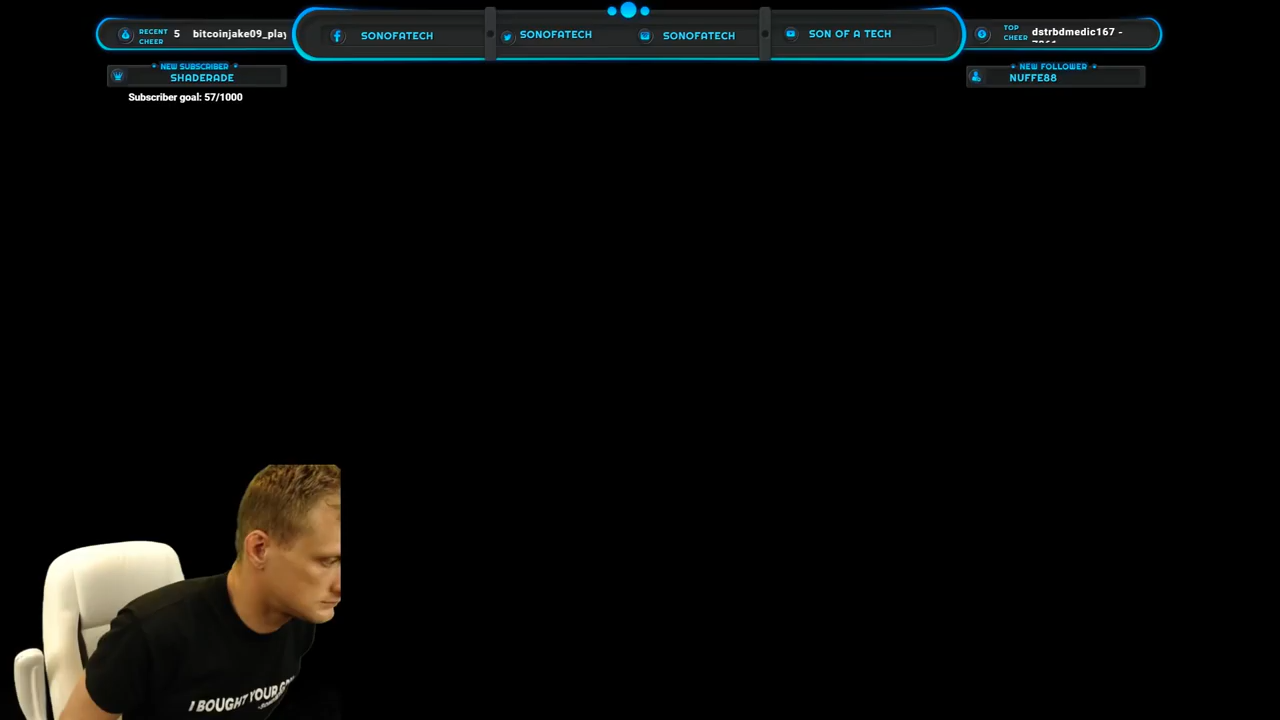 RECENT CHEER 5 bitcoinjake09_play
SONOFATECH
SONOFATECH
SONOFATECH
SON OF A TECH
TOP CHEER dstrbdmedic167 -
NEW SUBSCRIBER
SHADERADE
Subscriber goal: 57/1000
NEW FOLLOWER
NUFFE88
I BOUGHT YOUR